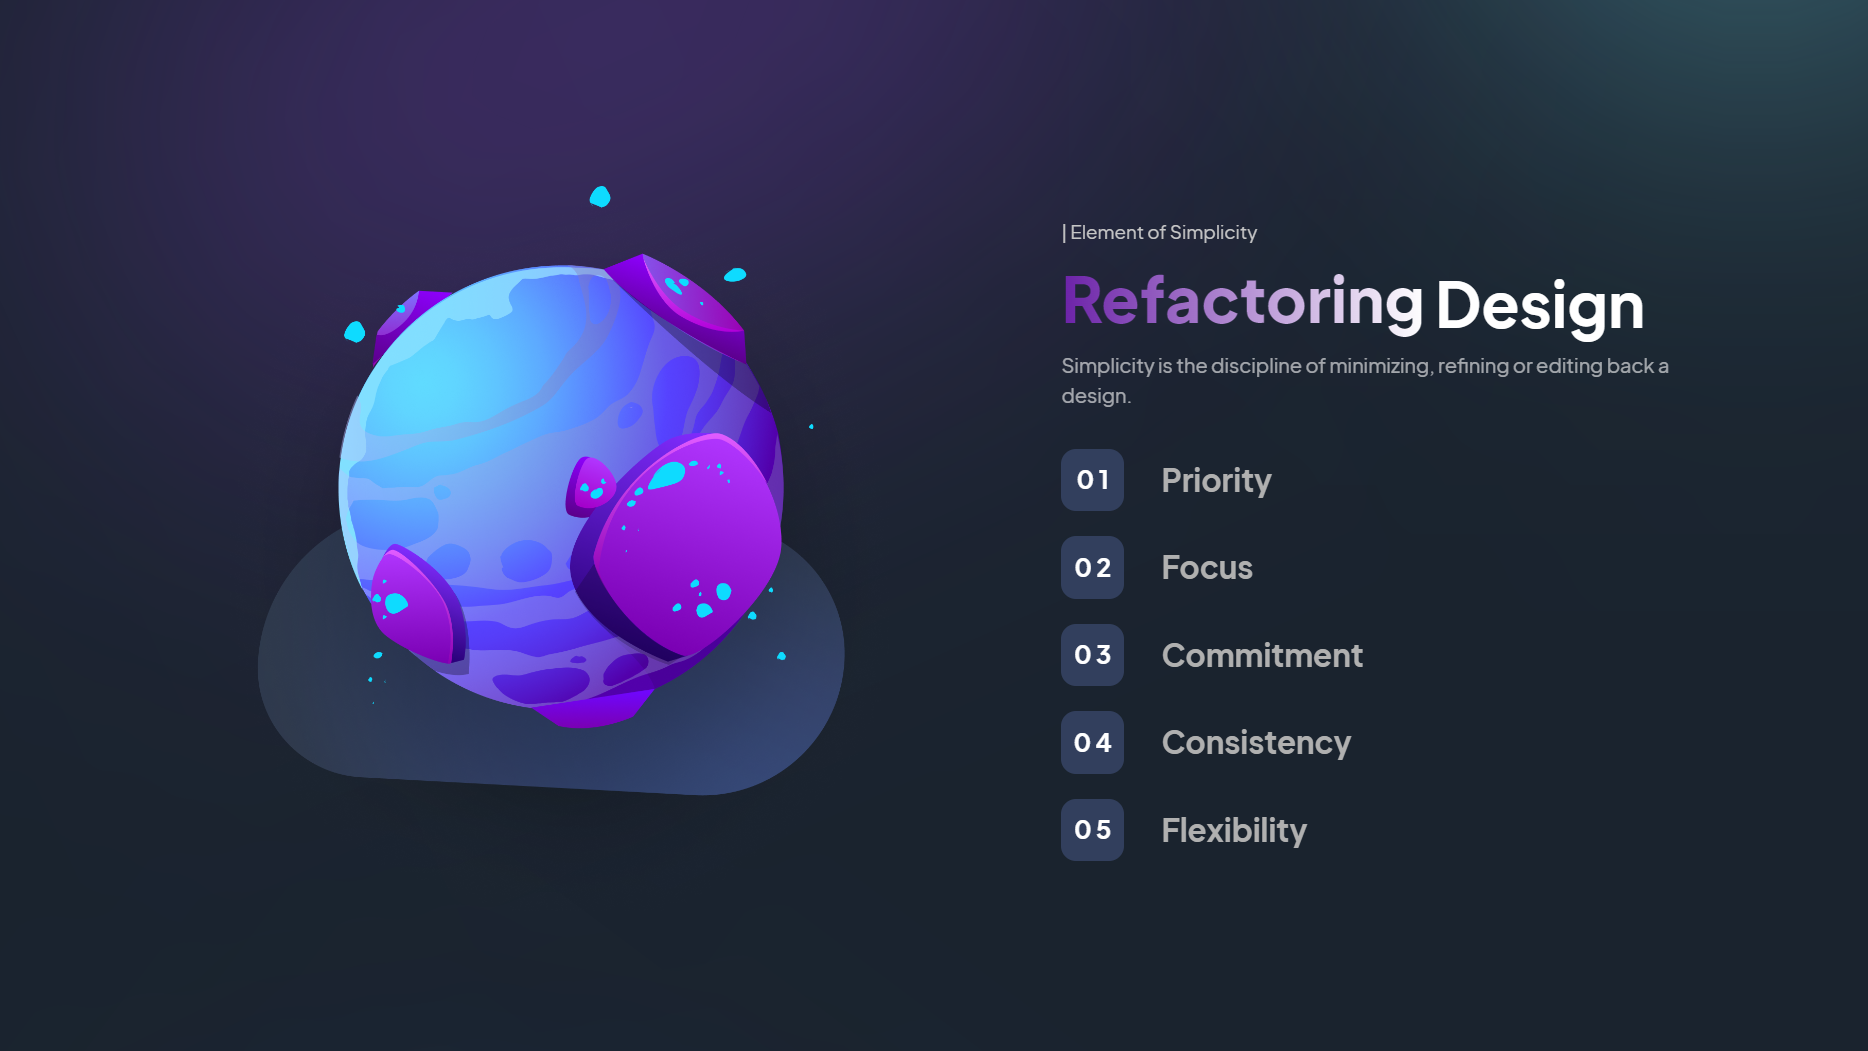 | Element of Simplicity
Refactoring Design
Simplicity is the discipline of minimizing, refining or editing back a
design.
01 Priority
02 Focus
03 Commitment
04 Consistency
05 Flexibility